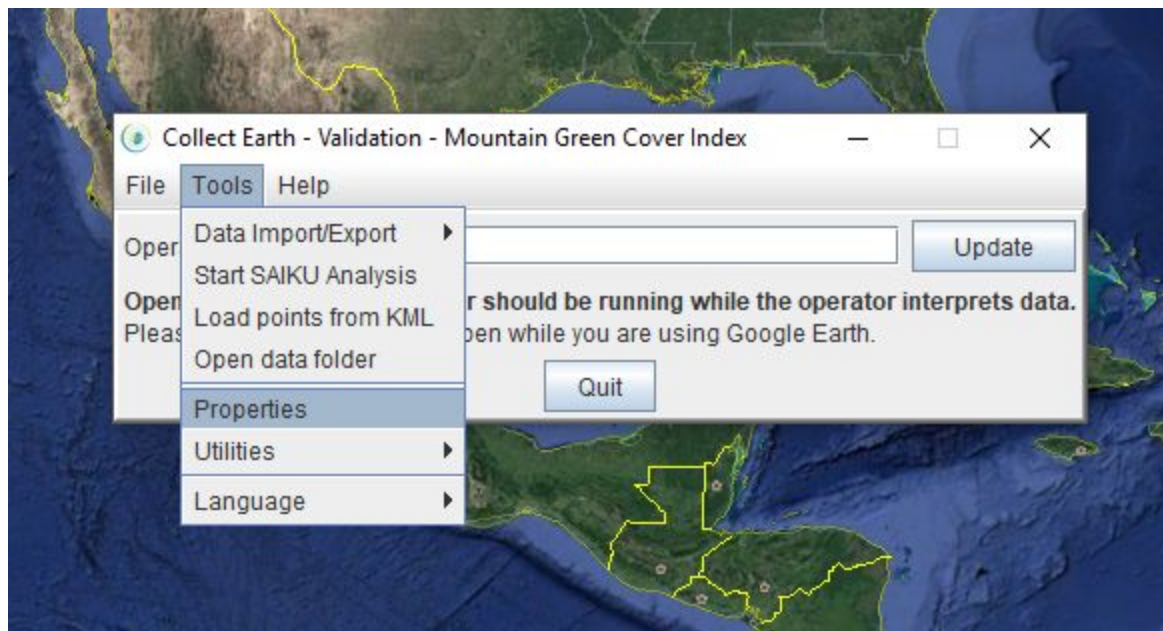 Collect Earth - Validation - Mountain Green Cover Index
File Tools Help
Oper
Update
Data Import/Export
Start SAIKU Analysis
Load points from KML
Open data folder
Properties
Utilities
Language
Open
r should be running while the operator interprets data.
Pleas
pen while you are using Google Earth.
Quit